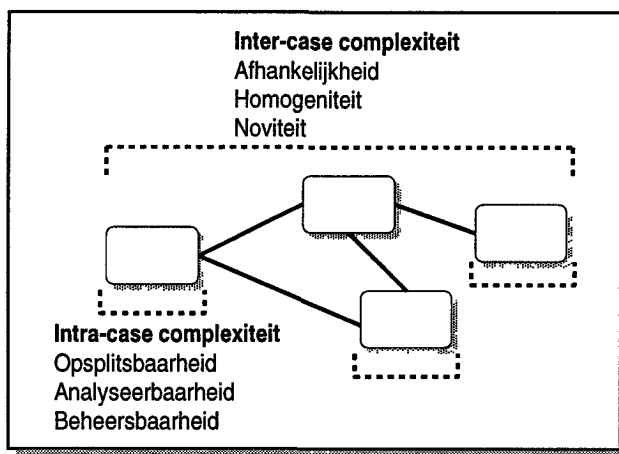 Inter-case complexiteit
Afhankelijkheid
Homogeniteit
Noviteit
Intra-case complexiteit
Opsplitsbaarheid
Analyseerbaarheid
Beheersbaarheid